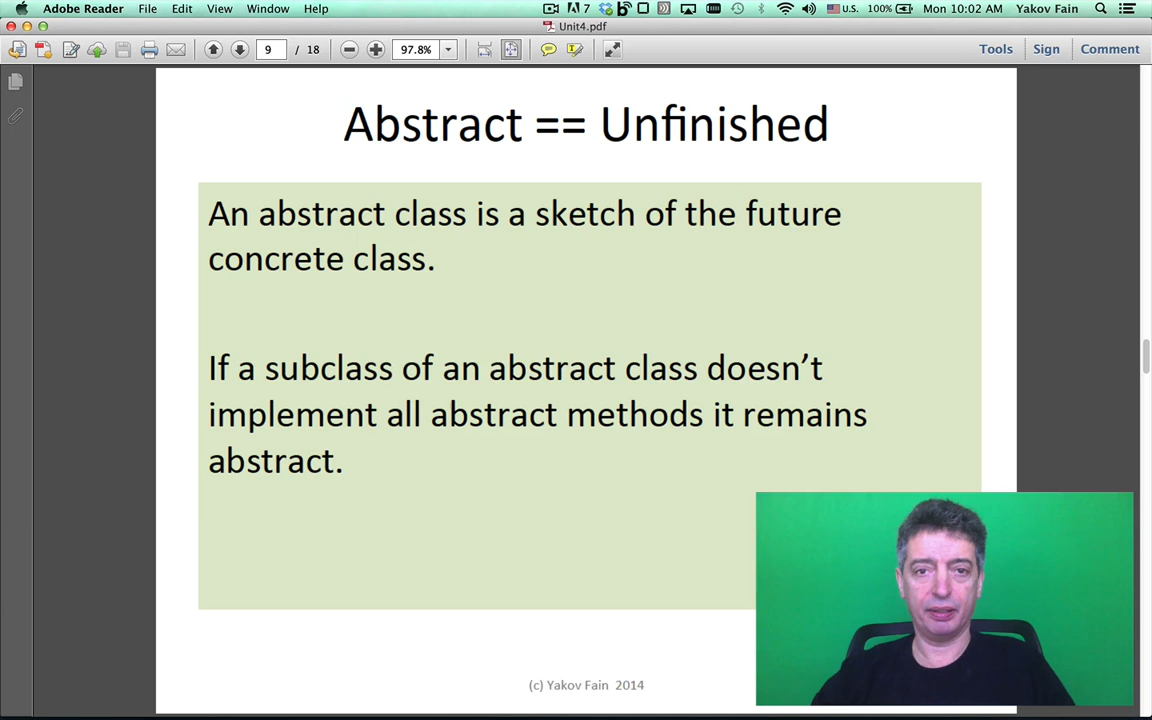 Adobe Reader File Edit View Window Help 7 U.S. 100% Mon 10:02 AM Yakov Fain
Unit4.pdf
9 / 18 97.8% Tools Sign Comment
Abstract == Unfinished
An abstract class is a sketch of the future
concrete class.
If a subclass of an abstract class doesn’t
implement all abstract methods it remains
abstract.
(c) Yakov Fain 2014